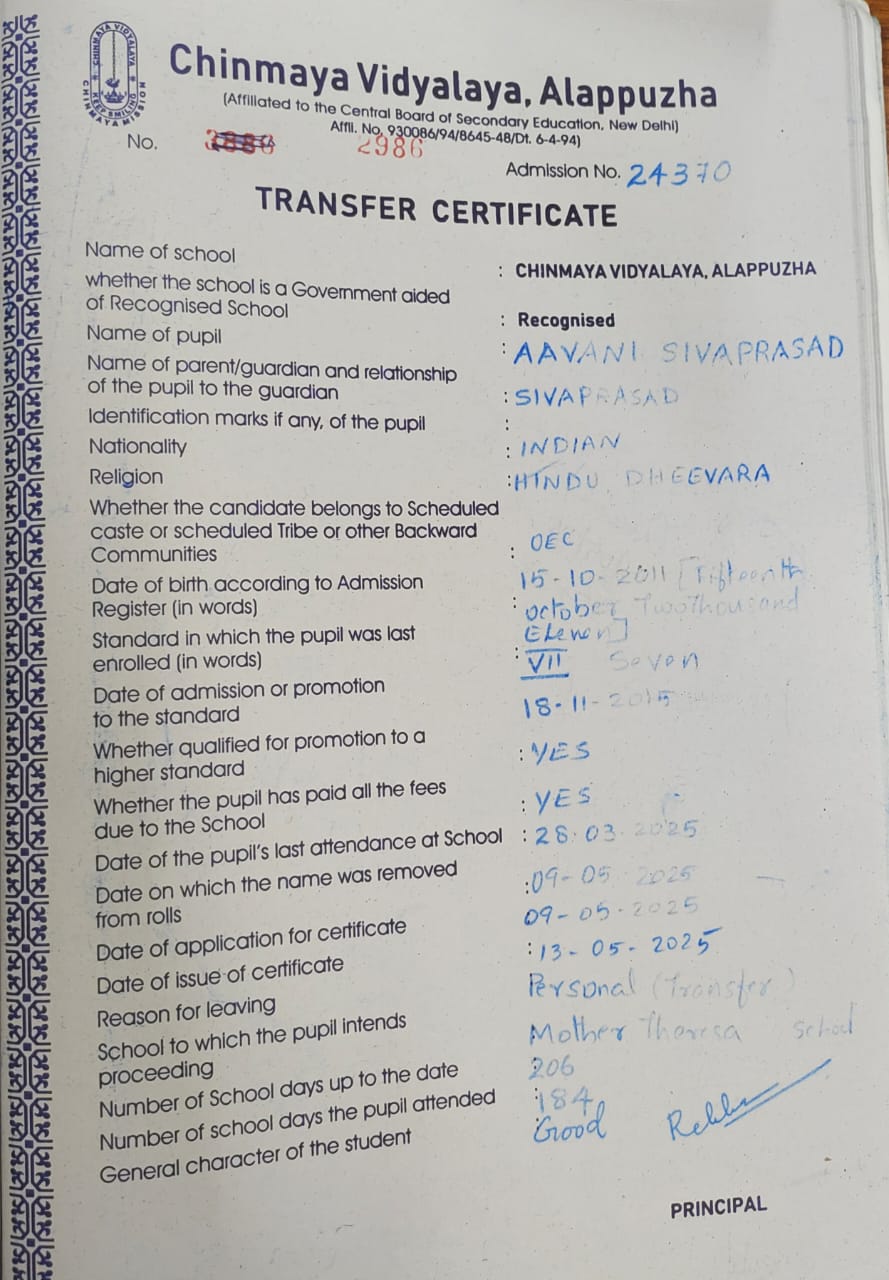 CHINMAYA VIDYALAYA
KEEP SMILING
CHINMAYA MISSION
Chinmaya Vidyalaya, Alappuzha
(Affiliated to the Central Board of Secondary Education, New Delhi)
Affli. No. 930086/94/8645-48/Dt. 6-4-94)
No. 2986
Admission No. 24370
TRANSFER CERTIFICATE
Name of school : CHINMAYA VIDYALAYA, ALAPPUZHA
whether the school is a Government aided
of Recognised School : Recognised
Name of pupil : AAVANI SIVAPRASAD
Name of parent/guardian and relationship
of the pupil to the guardian : SIVAPRASAD
Identification marks if any, of the pupil :
Nationality : INDIAN
Religion : HINDU DHEEVARA
Whether the candidate belongs to Scheduled
caste or scheduled Tribe or other Backward
Communities : OEC
Date of birth according to Admission 15-10-2011 [Fifteenth
Register (in words) : October Twothousand
Eleven]
Standard in which the pupil was last
enrolled (in words) : VII Seven
Date of admission or promotion
to the standard 18-11-2015
Whether qualified for promotion to a
higher standard : YES
Whether the pupil has paid all the fees
due to the School : YES
Date of the pupil's last attendance at School : 28.03.2025
Date on which the name was removed
from rolls : 09-05-2025
Date of application for certificate 09-05-2025
Date of issue of certificate : 13-05-2025
Reason for leaving Personal (Transfer)
School to which the pupil intends
proceeding Mother Theresa School
Number of School days up to the date : 206
Number of school days the pupil attended : 184
General character of the student : Good
PRINCIPAL